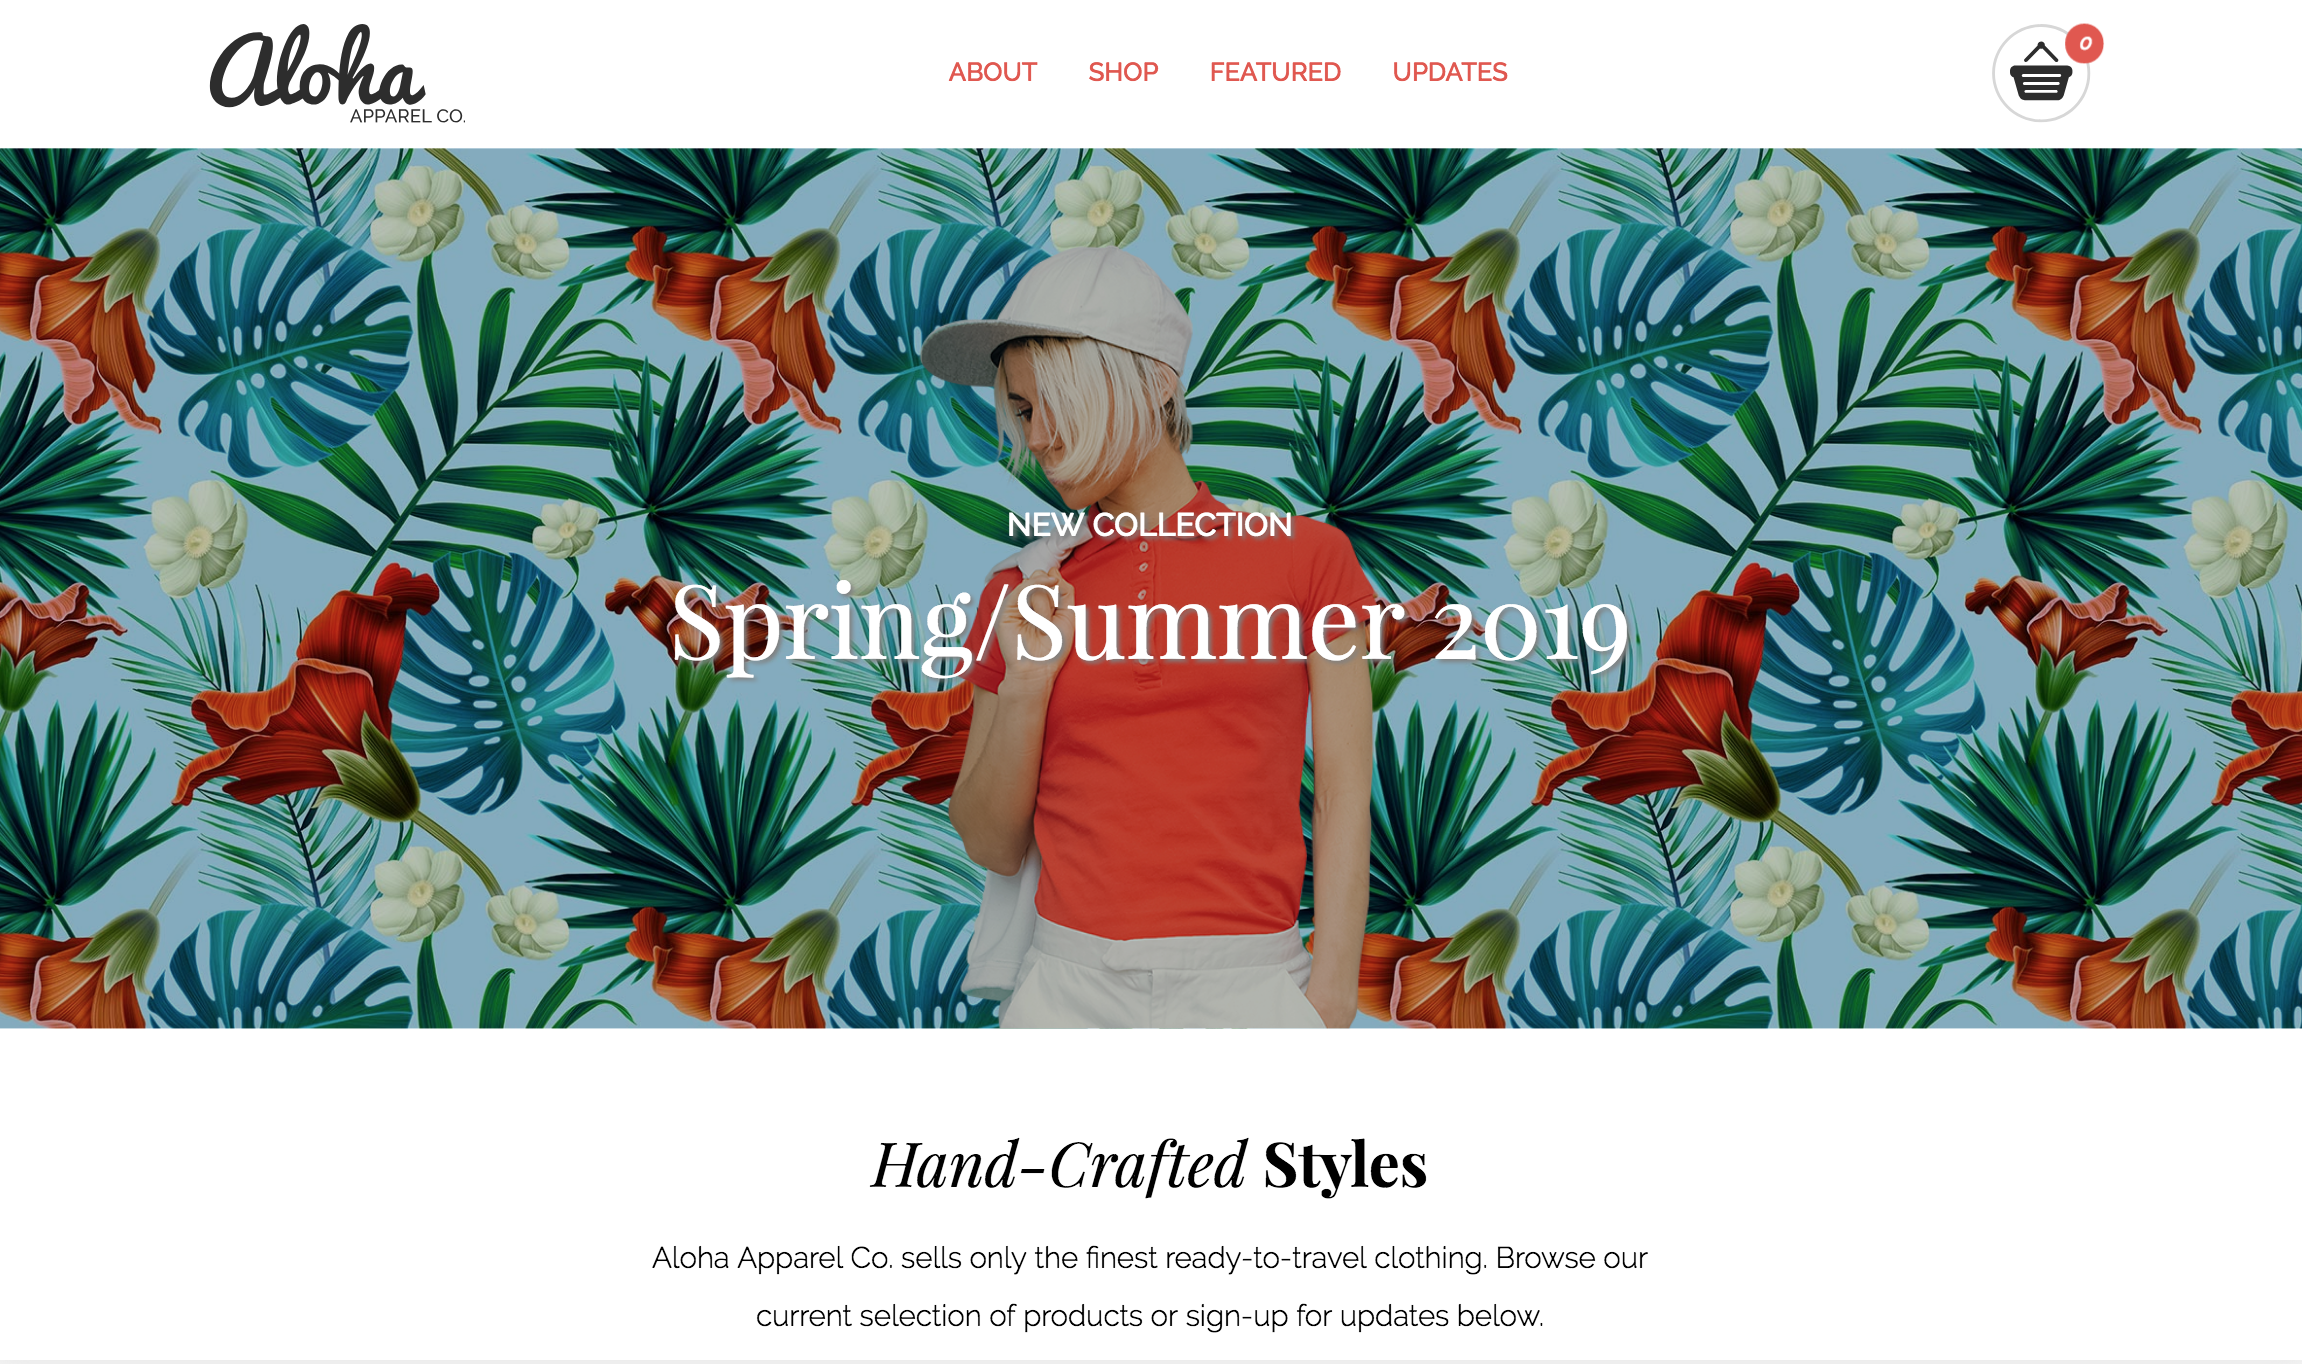 Aloha
APPAREL CO.
ABOUT SHOP FEATURED UPDATES
0
NEW COLLECTION
Spring/Summer 2019
Hand-Crafted Styles
Aloha Apparel Co. sells only the finest ready-to-travel clothing. Browse our
current selection of products or sign-up for updates below.